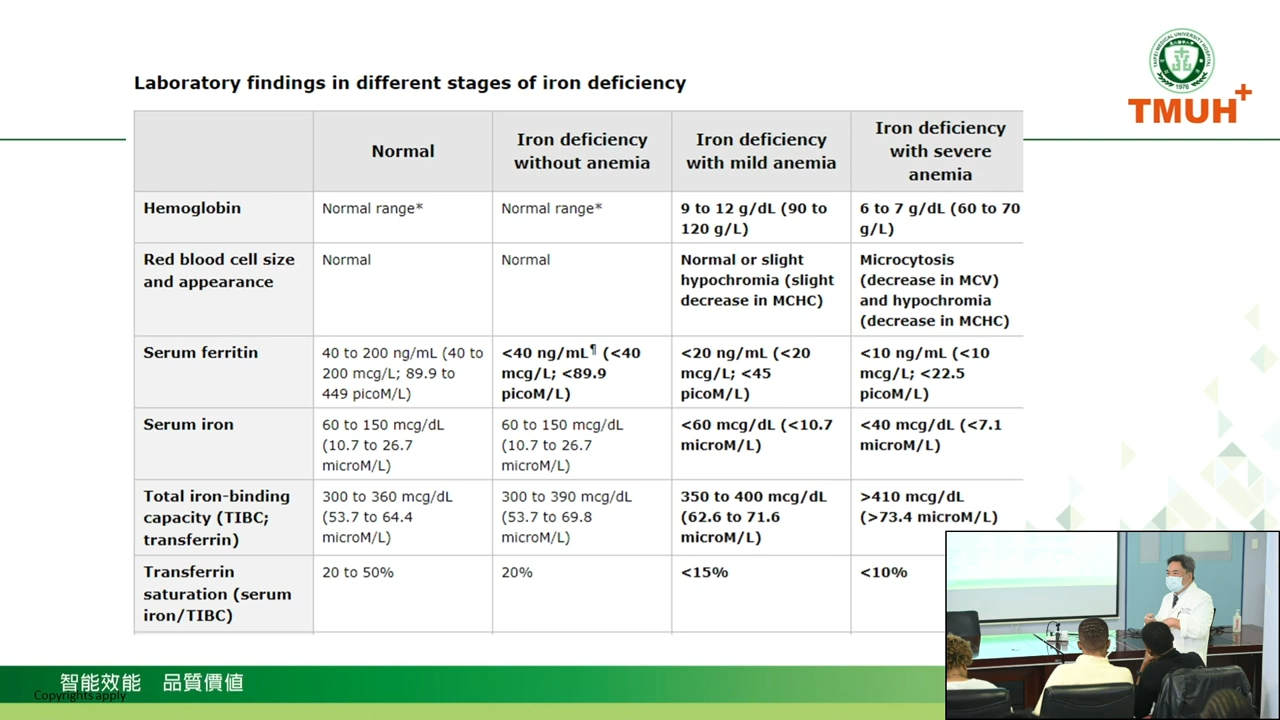 TAIPEI MEDICAL UNIVERSITY HOSPITAL
1976
TMUH+
Laboratory findings in different stages of iron deficiency
Normal
Iron deficiency
without anemia
Iron deficiency
with mild anemia
Iron deficiency
with severe
anemia
Hemoglobin
Normal range*
Normal range*
9 to 12 g/dL (90 to
120 g/L)
6 to 7 g/dL (60 to 70
g/L)
Red blood cell size
and appearance
Normal
Normal
Normal or slight
hypochromia (slight
decrease in MCHC)
Microcytosis
(decrease in MCV)
and hypochromia
(decrease in MCHC)
Serum ferritin
40 to 200 ng/mL (40 to
200 mcg/L; 89.9 to
449 picoM/L)
<40 ng/mL¶ (<40
mcg/L; <89.9
picoM/L)
<20 ng/mL (<20
mcg/L; <45
picoM/L)
<10 ng/mL (<10
mcg/L; <22.5
picoM/L)
Serum iron
60 to 150 mcg/dL
(10.7 to 26.7
microM/L)
60 to 150 mcg/dL
(10.7 to 26.7
microM/L)
<60 mcg/dL (<10.7
microM/L)
<40 mcg/dL (<7.1
microM/L)
Total iron-binding
capacity (TIBC;
transferrin)
300 to 360 mcg/dL
(53.7 to 64.4
microM/L)
300 to 390 mcg/dL
(53.7 to 69.8
microM/L)
350 to 400 mcg/dL
(62.6 to 71.6
microM/L)
>410 mcg/dL
(>73.4 microM/L)
Transferrin
saturation (serum
iron/TIBC)
20 to 50%
20%
<15%
<10%
智能效能 品質價值
Copyrights apply